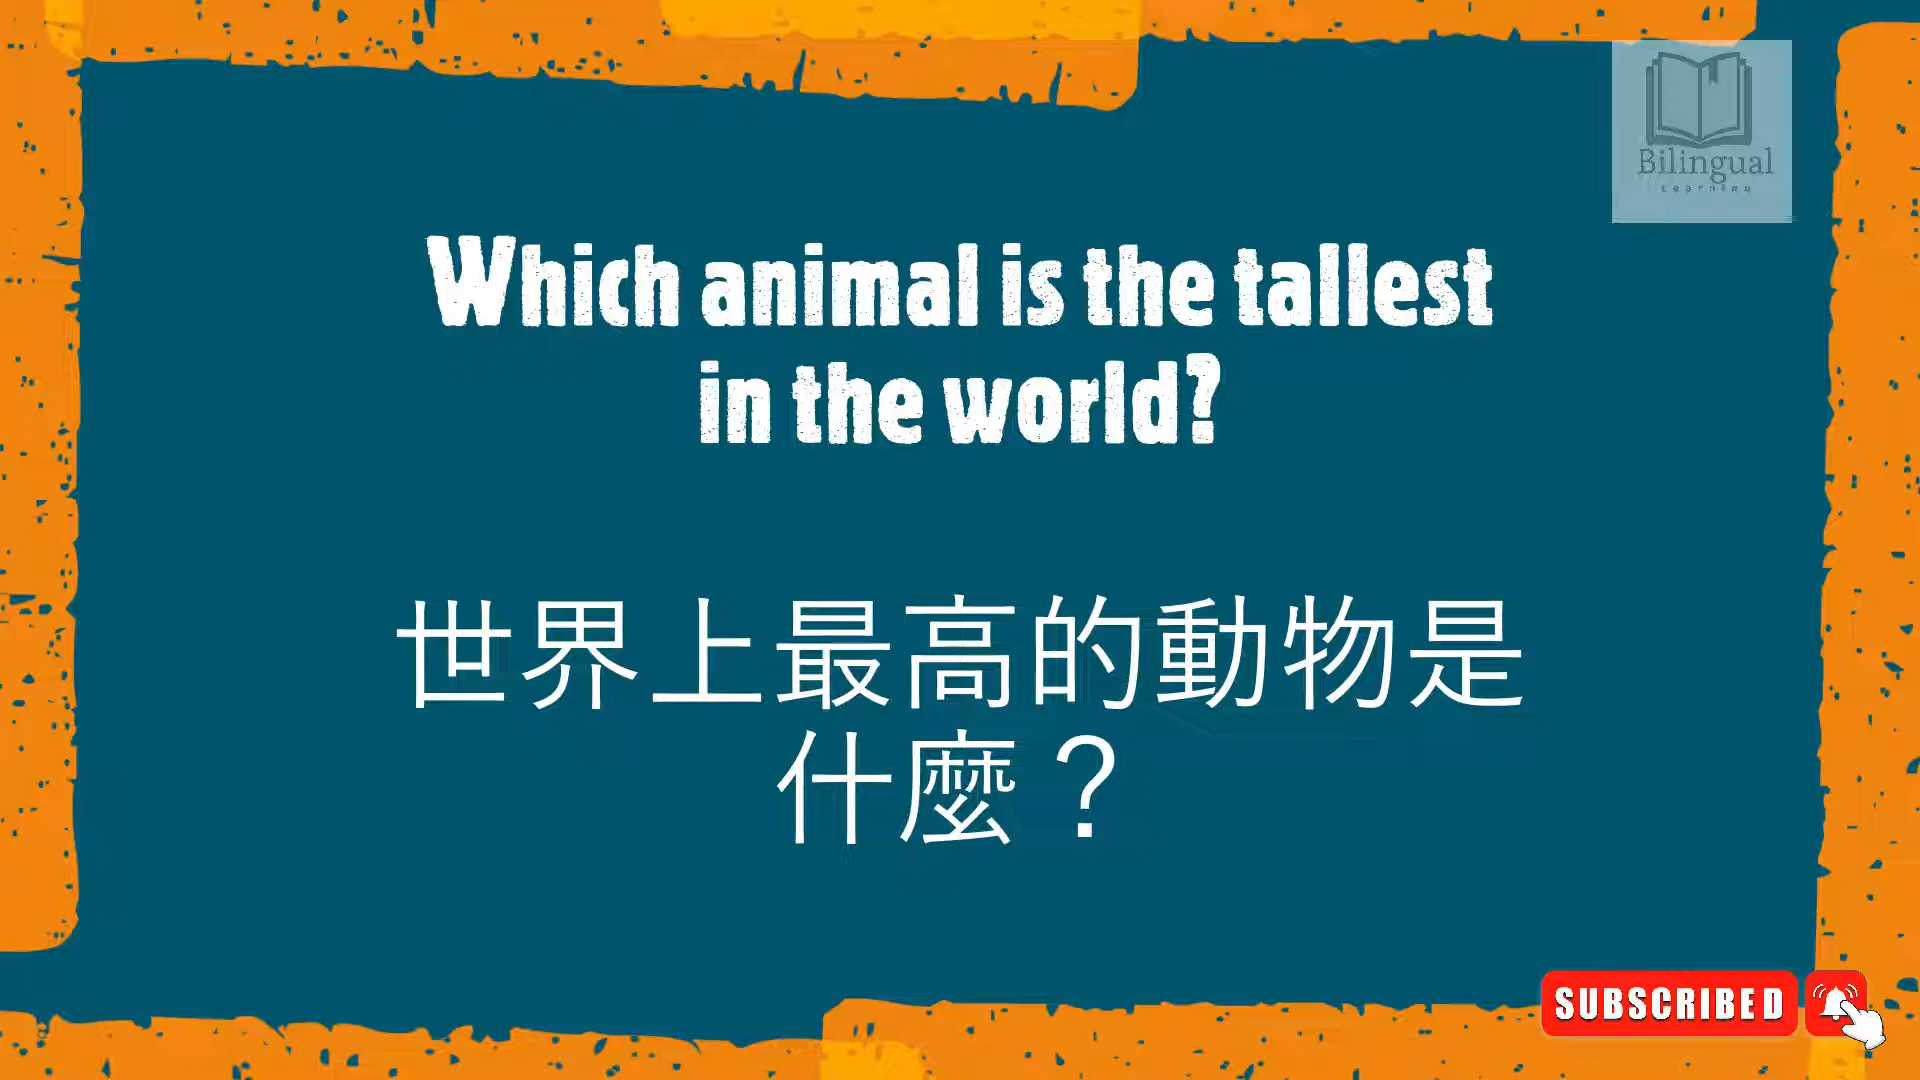 Bilingual
Learning
Which animal is the tallest
in the world?
世界上最高的動物是
什麼？
SUBSCRIBED